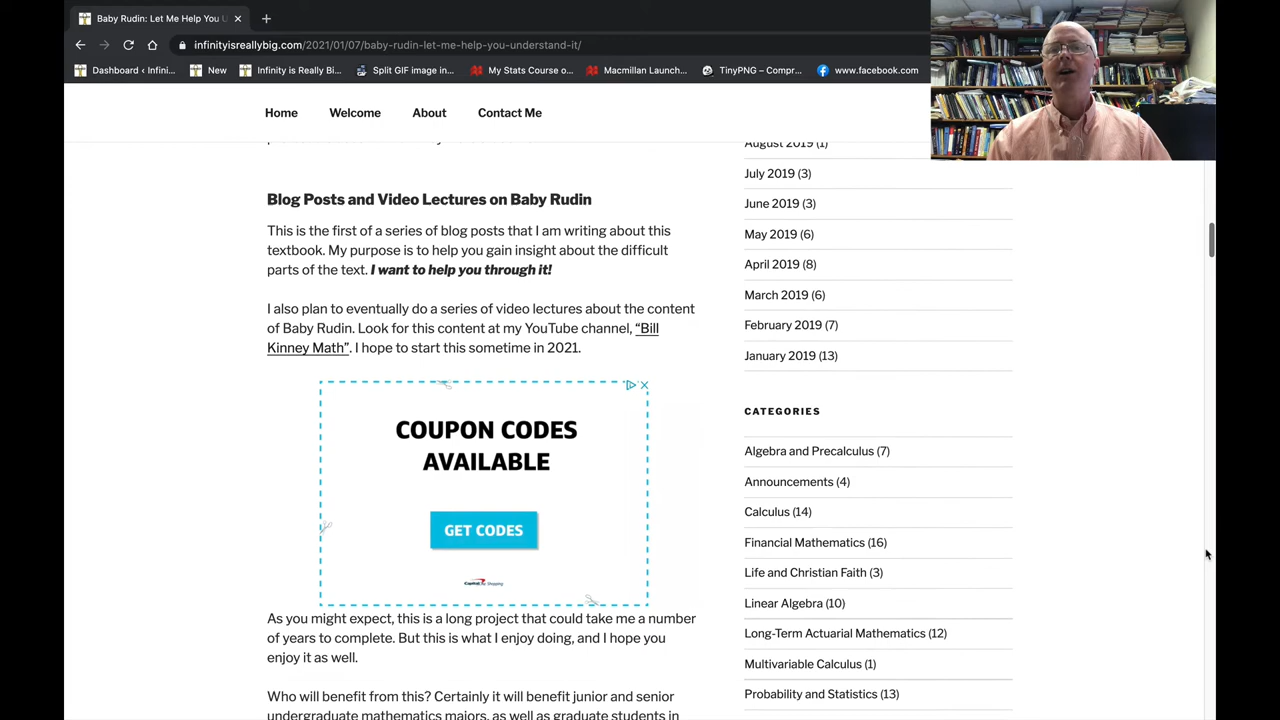 Baby Rudin: Let Me Help You U
infinityisreallybig.com/2021/01/07/baby-rudin-let-me-help-you-understand-it/
Dashboard ‹ Infini...
New
Infinity is Really Bi...
Split GIF image in...
My Stats Course o...
Macmillan Launch...
TinyPNG – Compr...
www.facebook.com
Home
Welcome
About
Contact Me
Blog Posts and Video Lectures on Baby Rudin
This is the first of a series of blog posts that I am writing about this
textbook. My purpose is to help you gain insight about the difficult
parts of the text. I want to help you through it!
I also plan to eventually do a series of video lectures about the content
of Baby Rudin. Look for this content at my YouTube channel, “Bill
Kinney Math”. I hope to start this sometime in 2021.
COUPON CODES
AVAILABLE
GET CODES
As you might expect, this is a long project that could take me a number
of years to complete. But this is what I enjoy doing, and I hope you
enjoy it as well.
Who will benefit from this? Certainly it will benefit junior and senior
undergraduate mathematics majors, as well as graduate students in
August 2019 (1)
July 2019 (3)
June 2019 (3)
May 2019 (6)
April 2019 (8)
March 2019 (6)
February 2019 (7)
January 2019 (13)
CATEGORIES
Algebra and Precalculus (7)
Announcements (4)
Calculus (14)
Financial Mathematics (16)
Life and Christian Faith (3)
Linear Algebra (10)
Long-Term Actuarial Mathematics (12)
Multivariable Calculus (1)
Probability and Statistics (13)